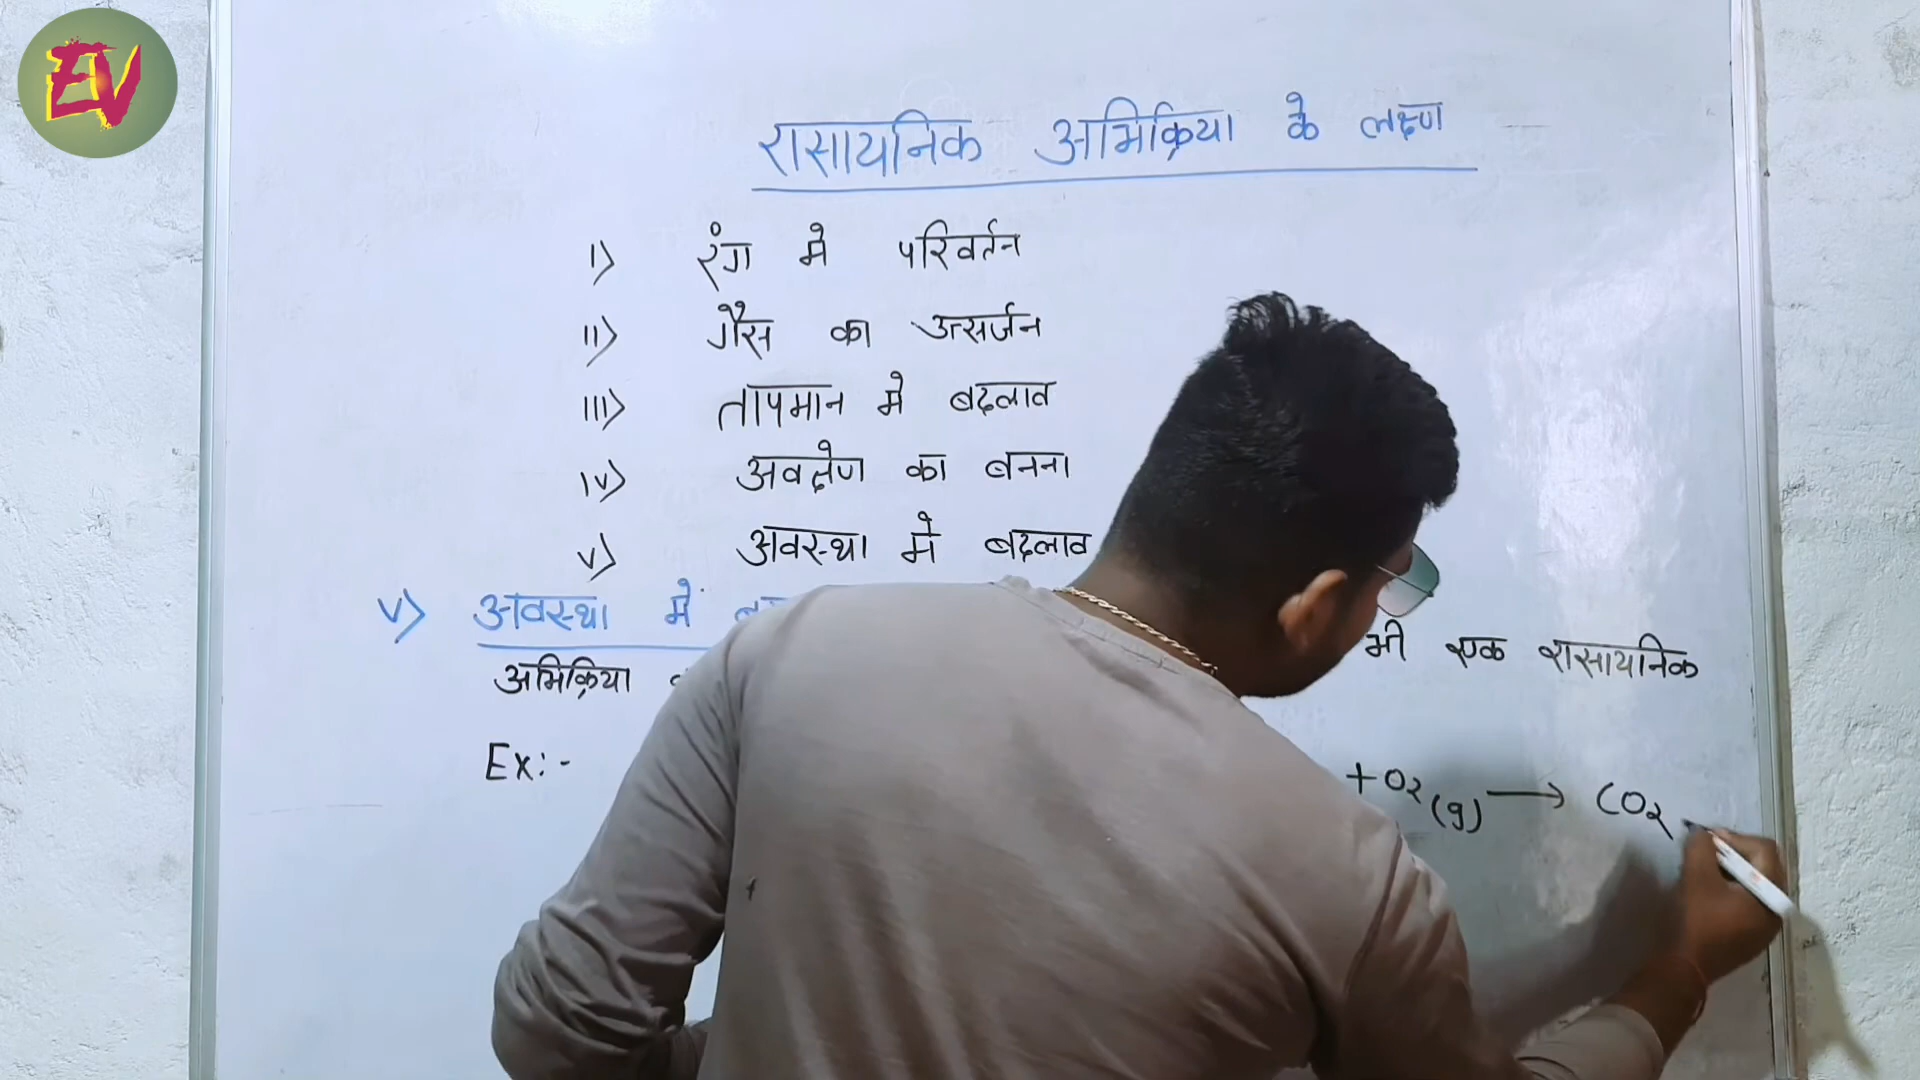 EV
रासायनिक अभिक्रिया के लक्षण
I) रंग में परिवर्तन
II) गैस का उत्सर्जन
III) तापमान में बदलाव
IV) अवक्षेण का बनना
V) अवस्था में बदलाव
V) अवस्था में
भी एक रासायनिक
अभिक्रिया
Ex:- + O2 (g) → CO2